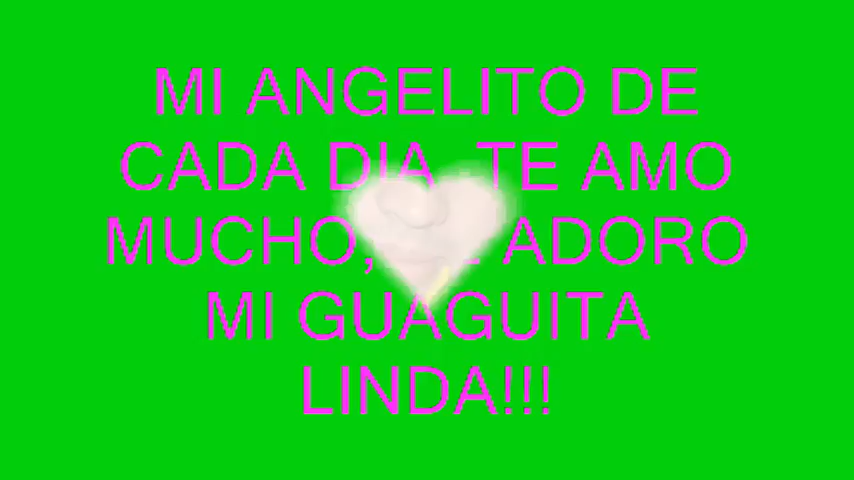 MI ANGELITO DE
CADA DIA TE AMO
MUCHO, ADORO
MI GUAGUITA
LINDA!!!